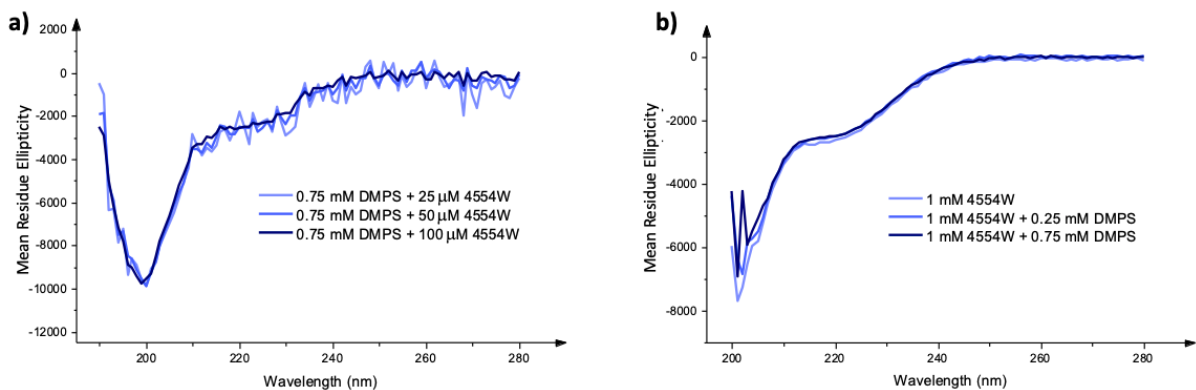 a)
2000
0
-2000
-4000
-6000
-8000
-10000
-12000
Mean Residue Ellipticity
0.75 mM DMPS + 25 µM 4554W
0.75 mM DMPS + 50 µM 4554W
0.75 mM DMPS + 100 µM 4554W
200
220
240
260
280
Wavelength (nm)
b)
0
-2000
-4000
-6000
-8000
Mean Residue Ellipticity
1 mM 4554W
1 mM 4554W + 0.25 mM DMPS
1 mM 4554W + 0.75 mM DMPS
200
220
240
260
280
Wavelength (nm)